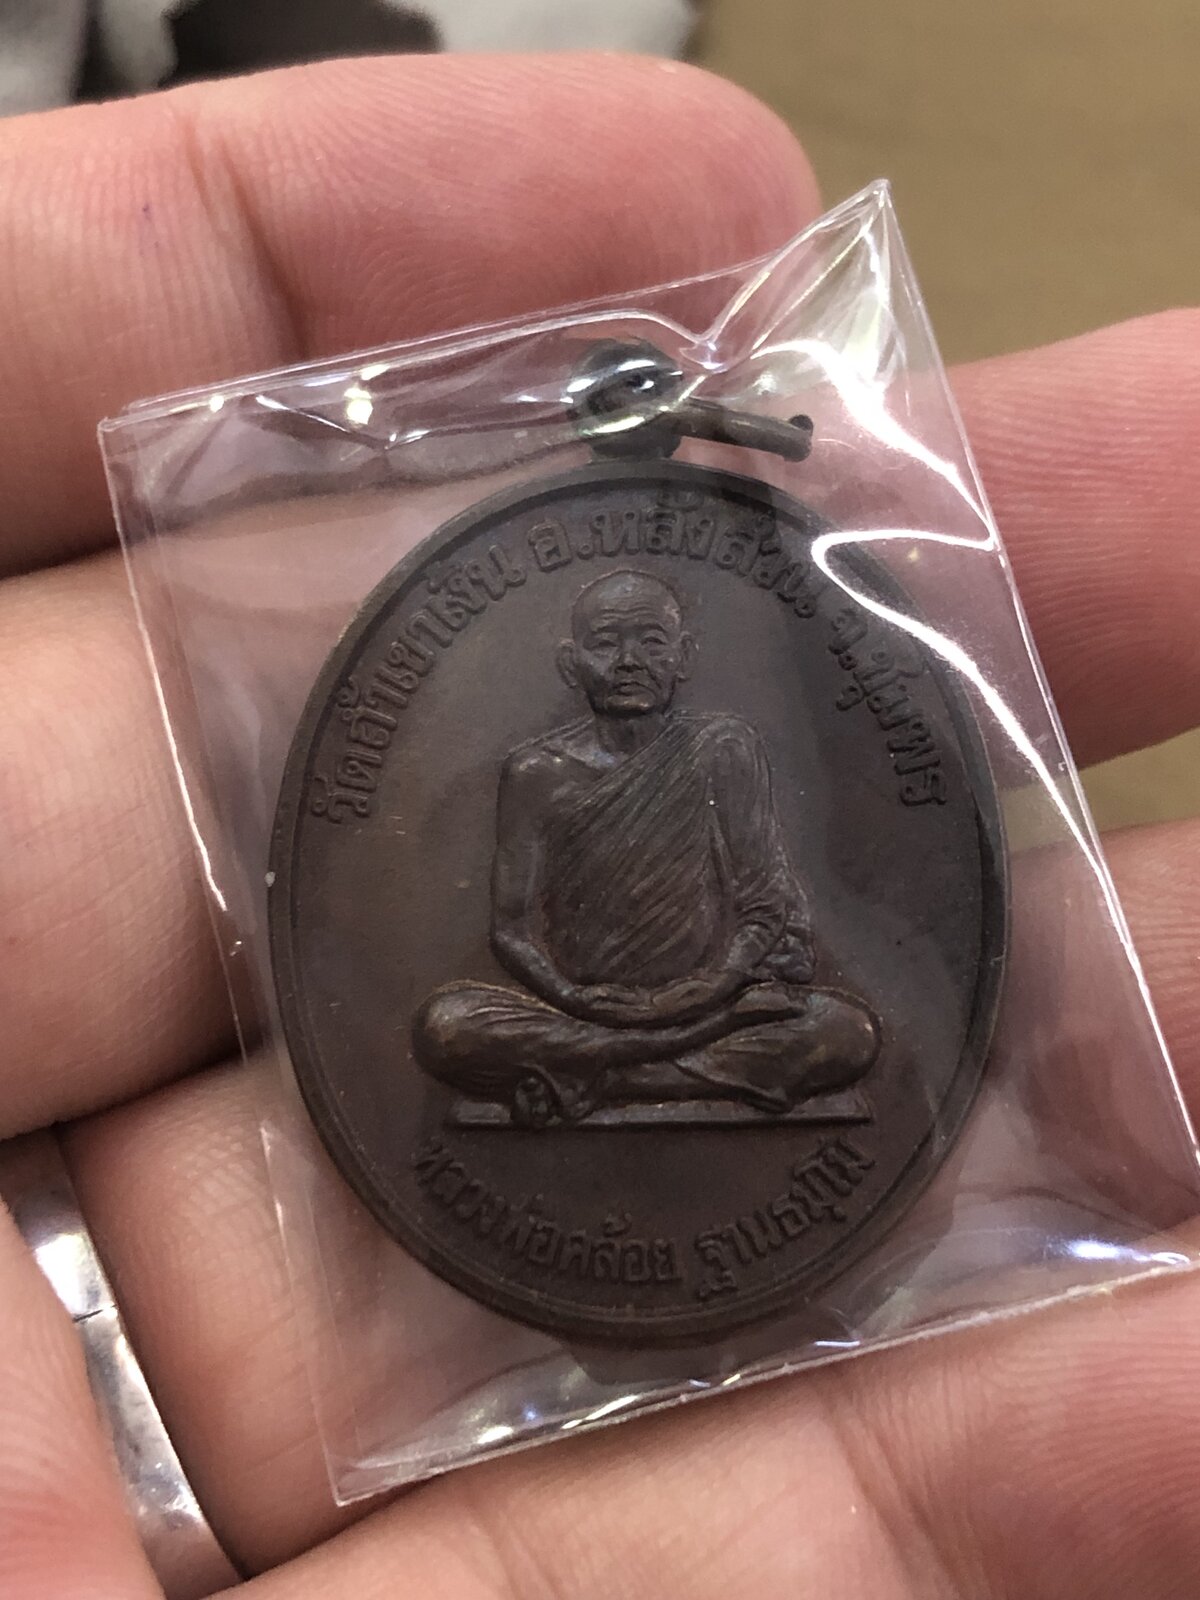 วัดถ้ำเขาเงิน อ.หลังสวน จ.ชุมพร
หลวงพ่อคล้อย ฐานธมฺโม